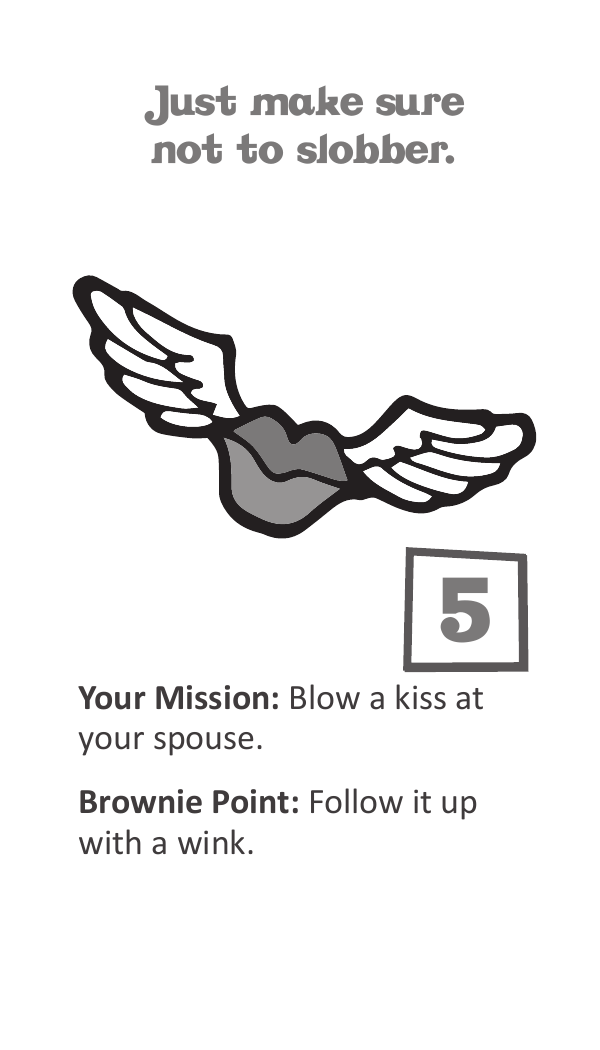 Just make sure
not to slobber.
5
Your Mission: Blow a kiss at
your spouse.
Brownie Point: Follow it up
with a wink.